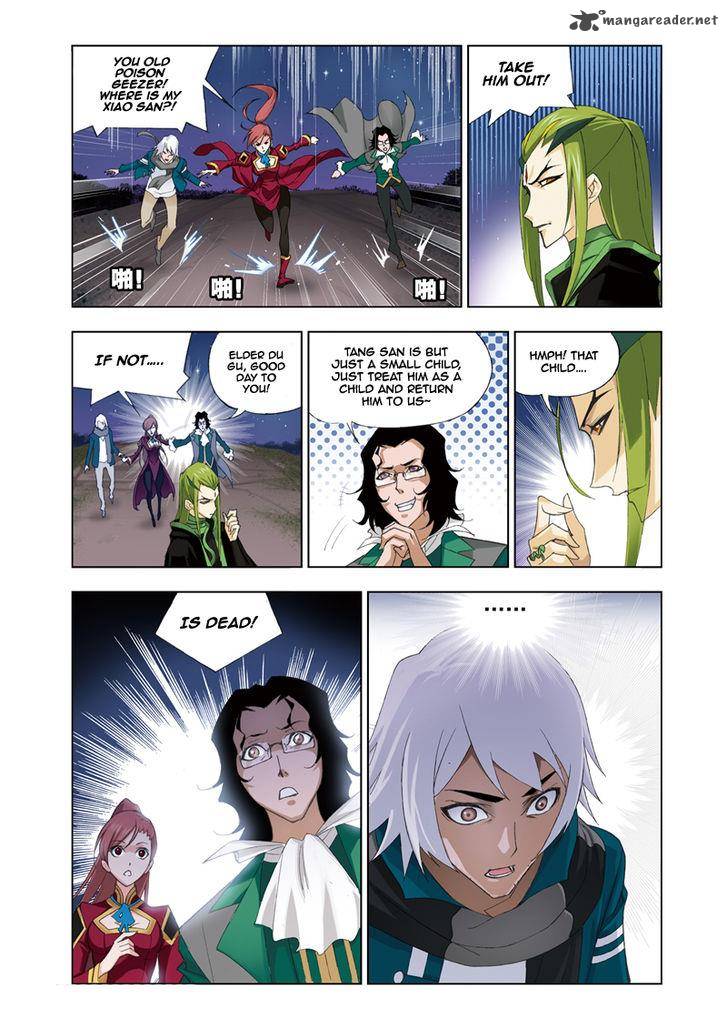 mangareader.net
YOU OLD
POISON
SEEZER!
WHERE IS MY
XIAO SAN?!
啪!
啪!
啪!
TAKE
HIM OUT!
IF NOT.....
ELDER DU
GU, GOOD
DAY TO
YOU!
TANG SAN IS BUT
JUST A SMALL CHILD,
JUST TREAT HIM AS A
CHILD AND RETURN
HIM TO US~
HMPH! THAT
CHILD....
IS DEAD!
......